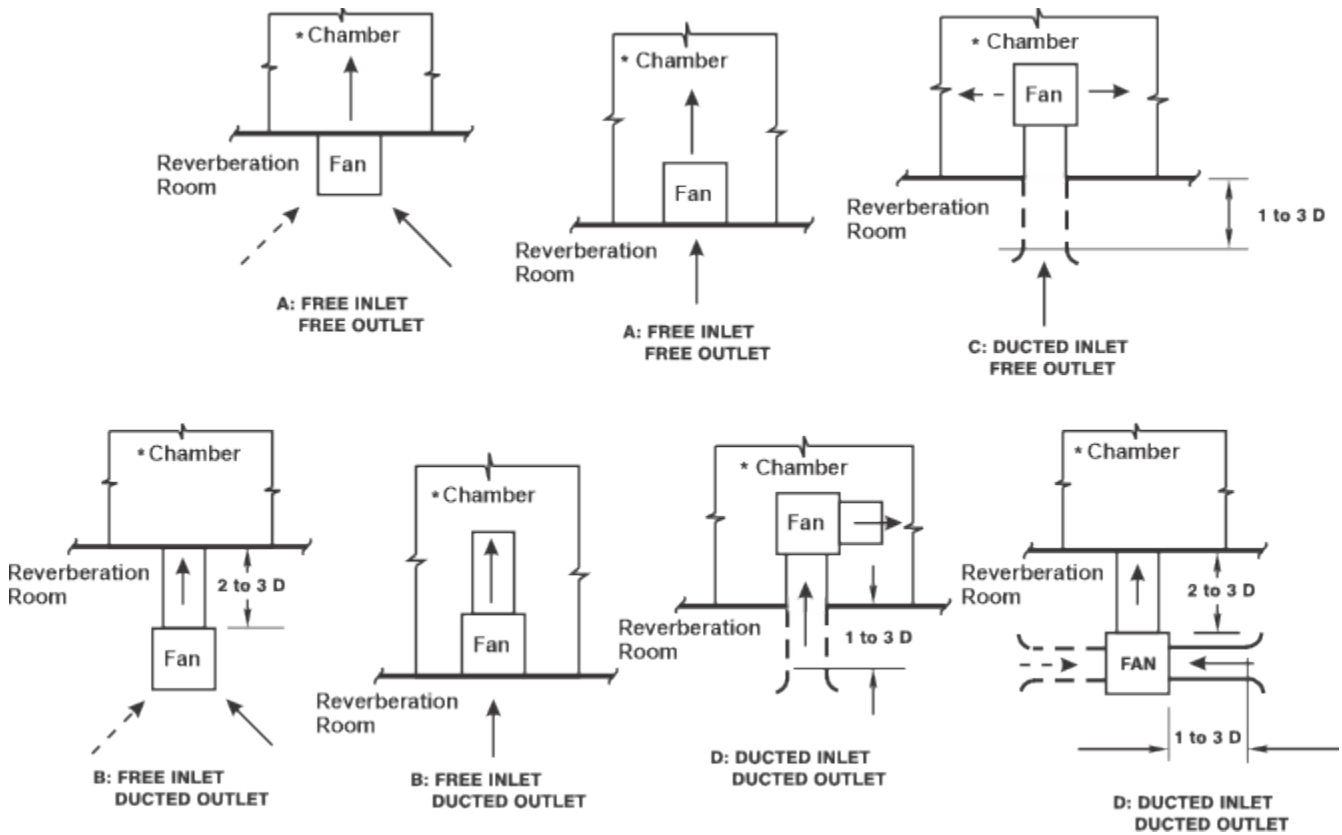 * Chamber
Reverberation
Room
Fan
A: FREE INLET
FREE OUTLET
* Chamber
Fan
Reverberation
Room
A: FREE INLET
FREE OUTLET
* Chamber
Fan
Reverberation
Room
1 to 3 D
C: DUCTED INLET
FREE OUTLET
* Chamber
Reverberation
Room
2 to 3 D
Fan
B: FREE INLET
DUCTED OUTLET
* Chamber
Fan
Reverberation
Room
B: FREE INLET
DUCTED OUTLET
* Chamber
Fan
Reverberation
Room
1 to 3 D
D: DUCTED INLET
DUCTED OUTLET
* Chamber
Reverberation
Room
2 to 3 D
FAN
1 to 3 D
D: DUCTED INLET
DUCTED OUTLET